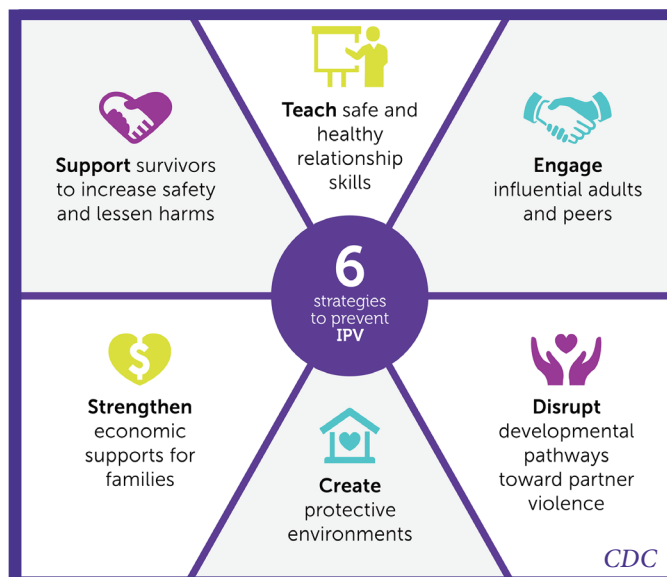 Teach safe and
healthy
relationship
skills
Engage
influential adults
and peers
Disrupt
developmental
pathways
toward partner
violence
Create
protective
environments
Strengthen
economic
supports for
families
Support survivors
to increase safety
and lessen harms
6
strategies
to prevent
IPV
$
CDC